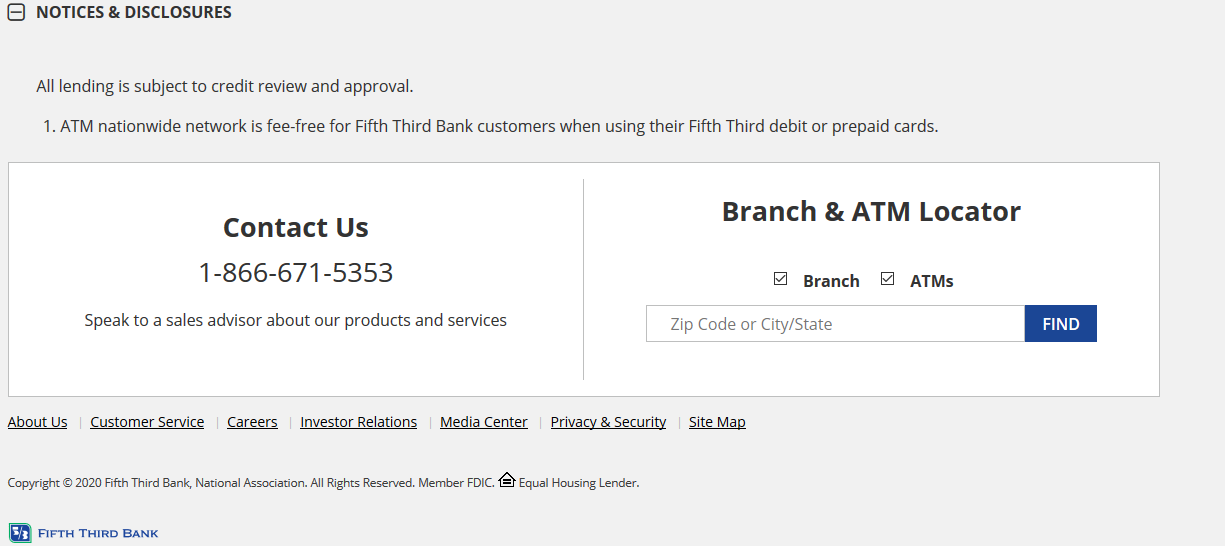 NOTICES & DISCLOSURES
All lending is subject to credit review and approval.
1. ATM nationwide network is fee-free for Fifth Third Bank customers when using their Fifth Third debit or prepaid cards.
Contact Us
1-866-671-5353
Speak to a sales advisor about our products and services
Branch & ATM Locator
Branch ATMs
Zip Code or City/State FIND
About Us | Customer Service | Careers | Investor Relations | Media Center | Privacy & Security | Site Map
Copyright © 2020 Fifth Third Bank, National Association. All Rights Reserved. Member FDIC. Equal Housing Lender.
5/3 FIFTH THIRD BANK